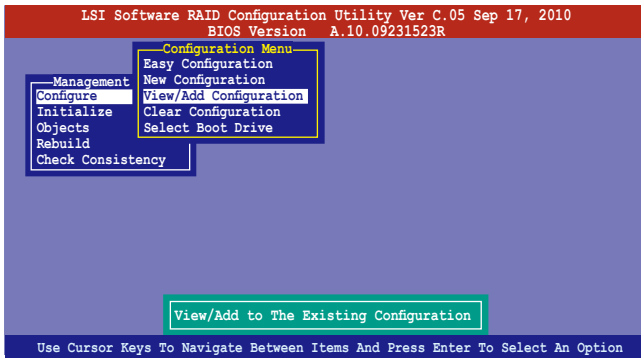 LSI Software RAID Configuration Utility Ver C.05 Sep 17, 2010
BIOS Version A.10.09231523R
Configuration Menu
Easy Configuration
New Configuration
View/Add Configuration
Clear Configuration
Select Boot Drive
Management
Configure
Initialize
Objects
Rebuild
Check Consistency
View/Add to The Existing Configuration
Use Cursor Keys To Navigate Between Items And Press Enter To Select An Option